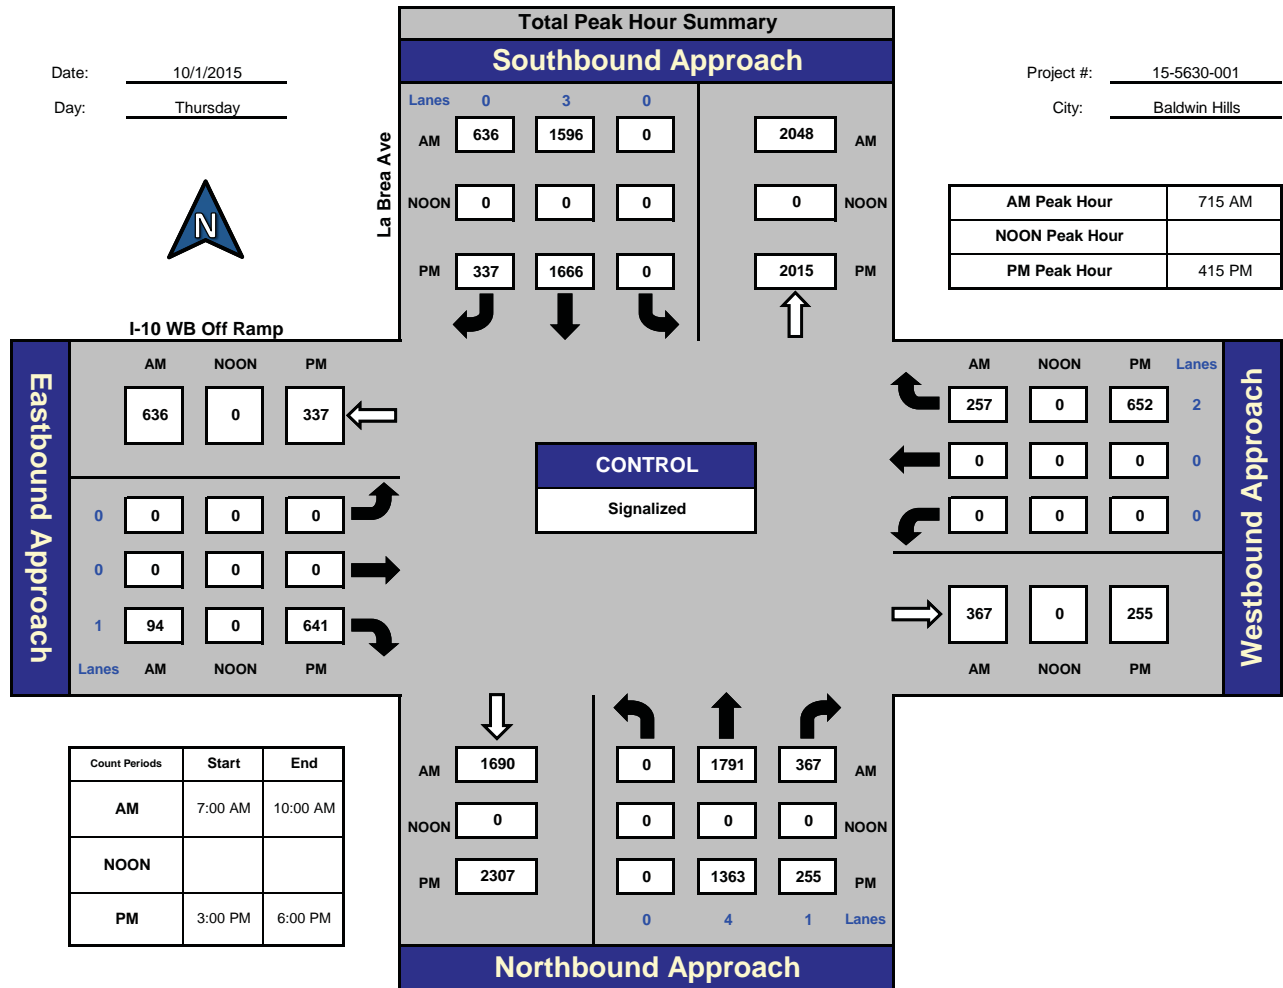 Total Peak Hour Summary
Southbound Approach
Date: 10/1/2015
Day: Thursday
Project #: 15-5630-001
City: Baldwin Hills
N
La Brea Ave
Lanes 0 3 0
AM 636 1596 0 2048 AM
NOON 0 0 0 0 NOON
PM 337 1666 0 2015 PM
AM Peak Hour 715 AM
NOON Peak Hour
PM Peak Hour 415 PM
I-10 WB Off Ramp
Eastbound Approach
AM NOON PM
636 0 337
0 0 0 0
0 0 0 0
1 94 0 641
Lanes AM NOON PM
CONTROL
Signalized
AM NOON PM Lanes
257 0 652 2
0 0 0 0
0 0 0 0
367 0 255
AM NOON PM
Westbound Approach
Count Periods Start End
AM 7:00 AM 10:00 AM
NOON
PM 3:00 PM 6:00 PM
AM 1690 0 1791 367 AM
NOON 0 0 0 0 NOON
PM 2307 0 1363 255 PM
0 4 1 Lanes
Northbound Approach